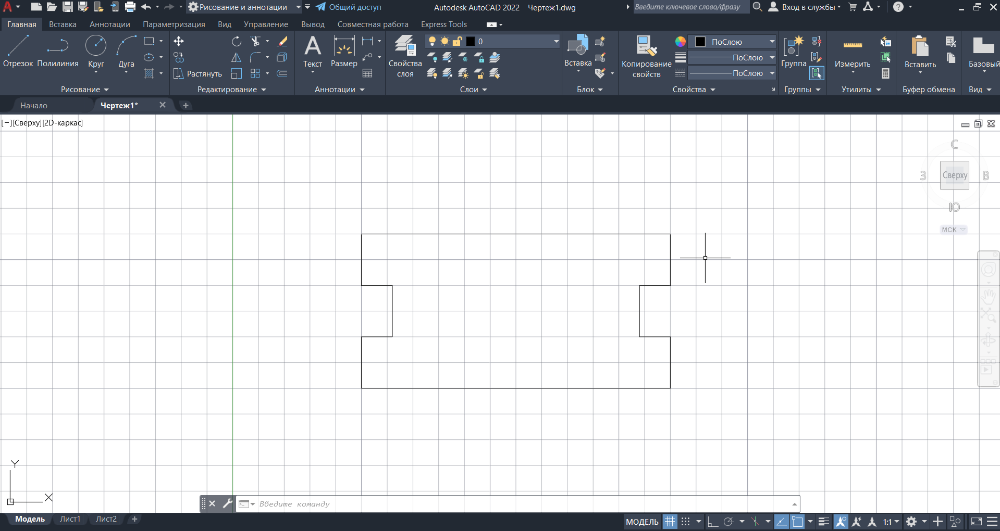 Рисование и аннотации
Общий доступ
Autodesk AutoCAD 2022 Чертеж1.dwg
Введите ключевое слово/фразу
Вход в службы
Главная Вставка Аннотации Параметризация Вид Управление Вывод Совместная работа Express Tools
0
ПоСлою
ПоСлою
ПоСлою
Отрезок Полилиния Круг Дуга
Растянуть
Текст Размер
Свойства слоя
Вставка
Копирование свойств
Группа
Измерить
Вставить
Базовый
Рисование Редактирование Аннотации Слои Блок Свойства Группы Утилиты Буфер обмена Вид
Начало Чертеж1*
[−][Сверху][2D-каркас]
С
З Сверху В
Ю
МСК
Y
X
Введите команду
Модель Лист1 Лист2
МОДЕЛЬ 1:1